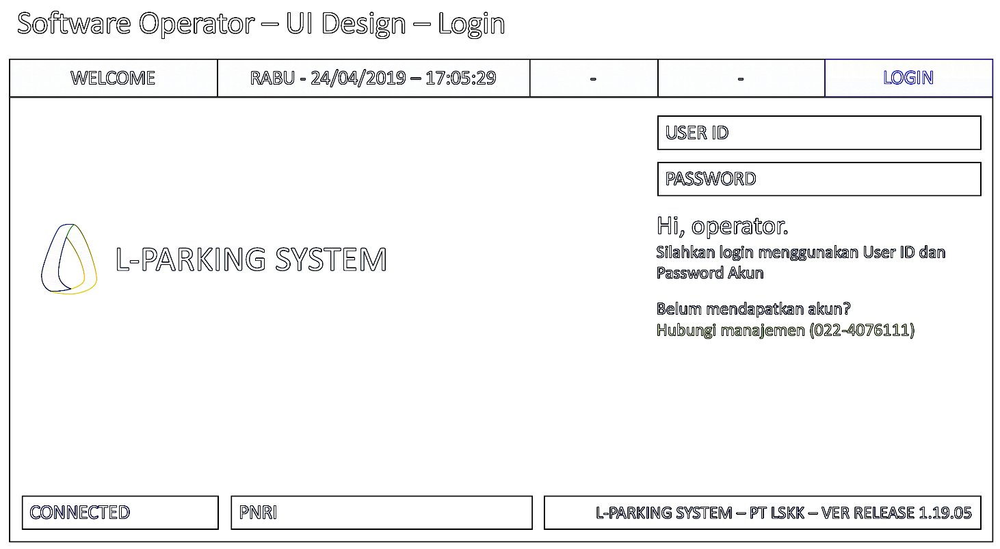 Software Operator – UI Design – Login
WELCOME
RABU - 24/04/2019 – 17:05:29
-
-
LOGIN
USER ID
PASSWORD
Hi, operator.
Silahkan login menggunakan User ID dan
Password Akun
Belum mendapatkan akun?
Hubungi manajemen (022-4076111)
L-PARKING SYSTEM
CONNECTED
PNRI
L-PARKING SYSTEM – PT LSKK – VER RELEASE 1.19.05